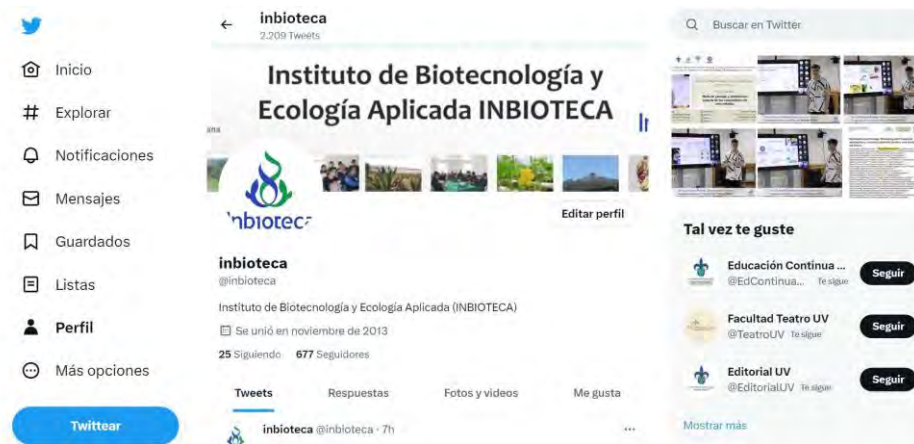 Inicio
Explorar
Notificaciones
Mensajes
Guardados
Listas
Perfil
Más opciones
Twittear
inbioteca
2.209 Tweets
Instituto de Biotecnología y
Ecología Aplicada INBIOTECA
Editar perfil
inbioteca
@inbioteca
Instituto de Biotecnología y Ecología Aplicada (INBIOTECA)
Se unió en noviembre de 2013
25 Siguiendo 677 Seguidores
Tweets Respuestas Fotos y videos Me gusta
inbioteca @inbioteca · 7h
Buscar en Twitter
Tal vez te guste
Educación Continua ...
@EdContinua... Te sigue
Seguir
Facultad Teatro UV
@TeatroUV Te sigue
Seguir
Editorial UV
@EditorialUV Te sigue
Seguir
Mostrar más